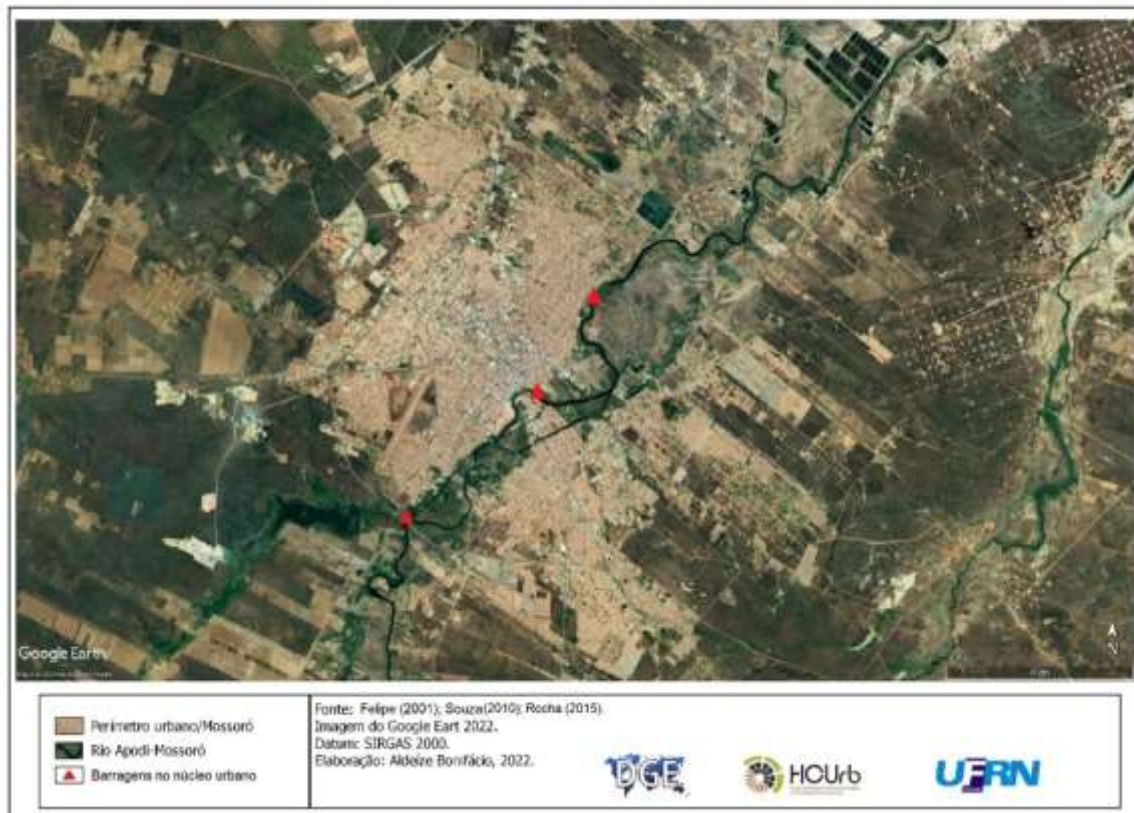 Google Earth
N
Perímetro urbano/Mossoró
Rio Apodi-Mossoró
Barragens no núcleo urbano
Fonte: Felipe (2001); Souza(2010); Rocha (2015).
Imagem do Google Eart 2022.
Datum: SIRGAS 2000.
Elaboração: Aldeíze Bonifácio, 2022.
DGE
HCUrb
UFRN